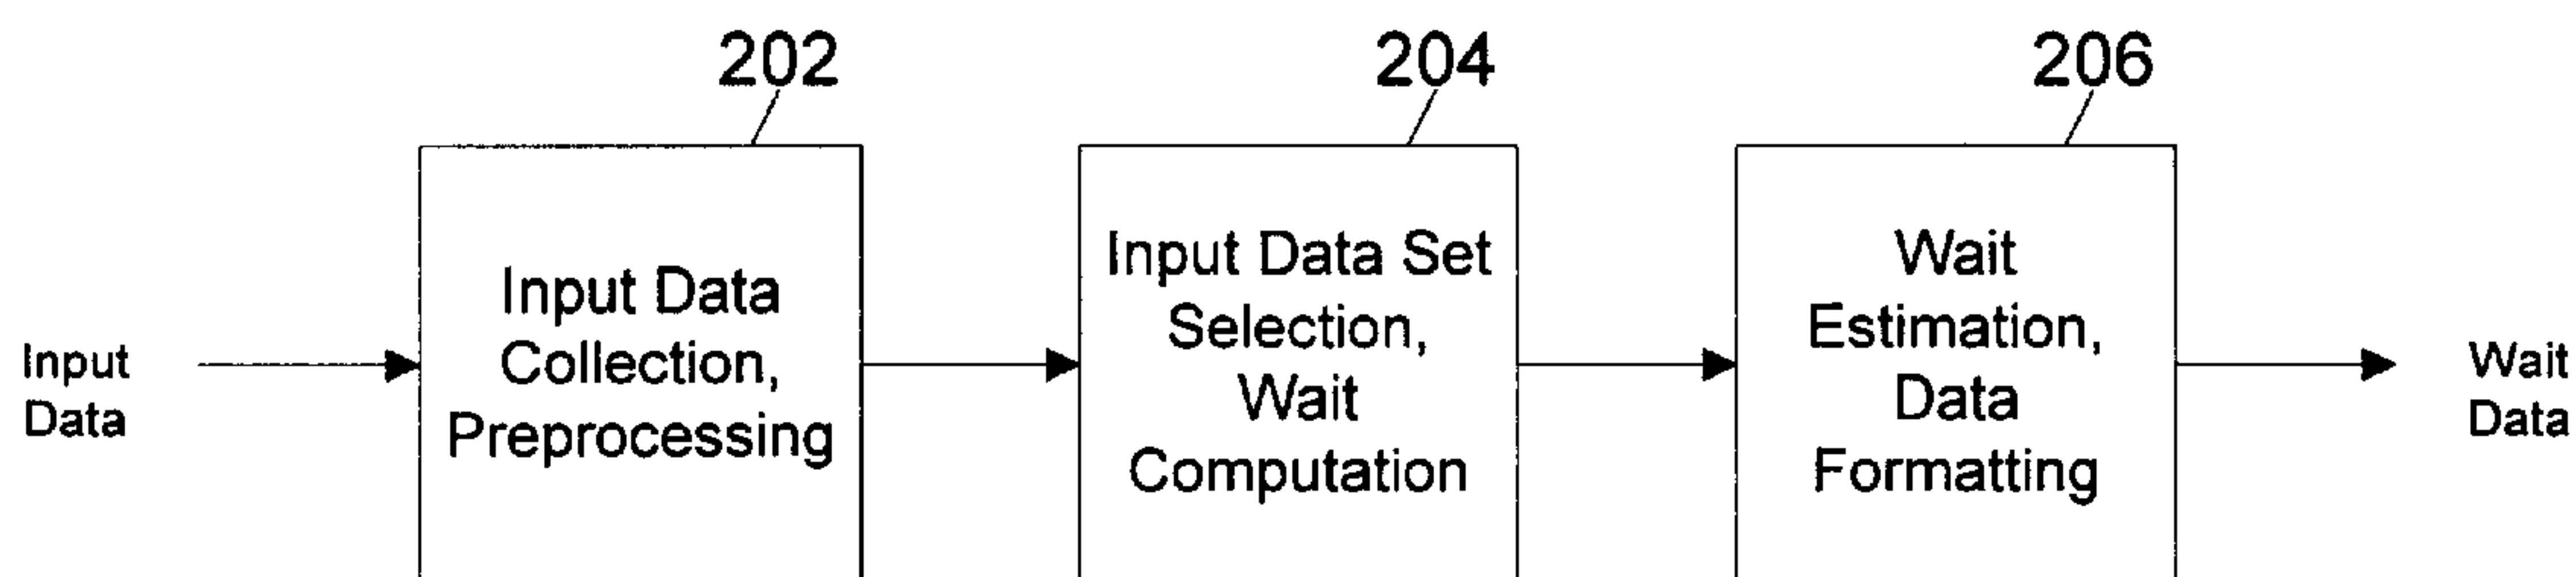 202
204
206
Input
Data
Input Data
Collection,
Preprocessing
Input Data Set
Selection,
Wait
Computation
Wait
Estimation,
Data
Formatting
Wait
Data